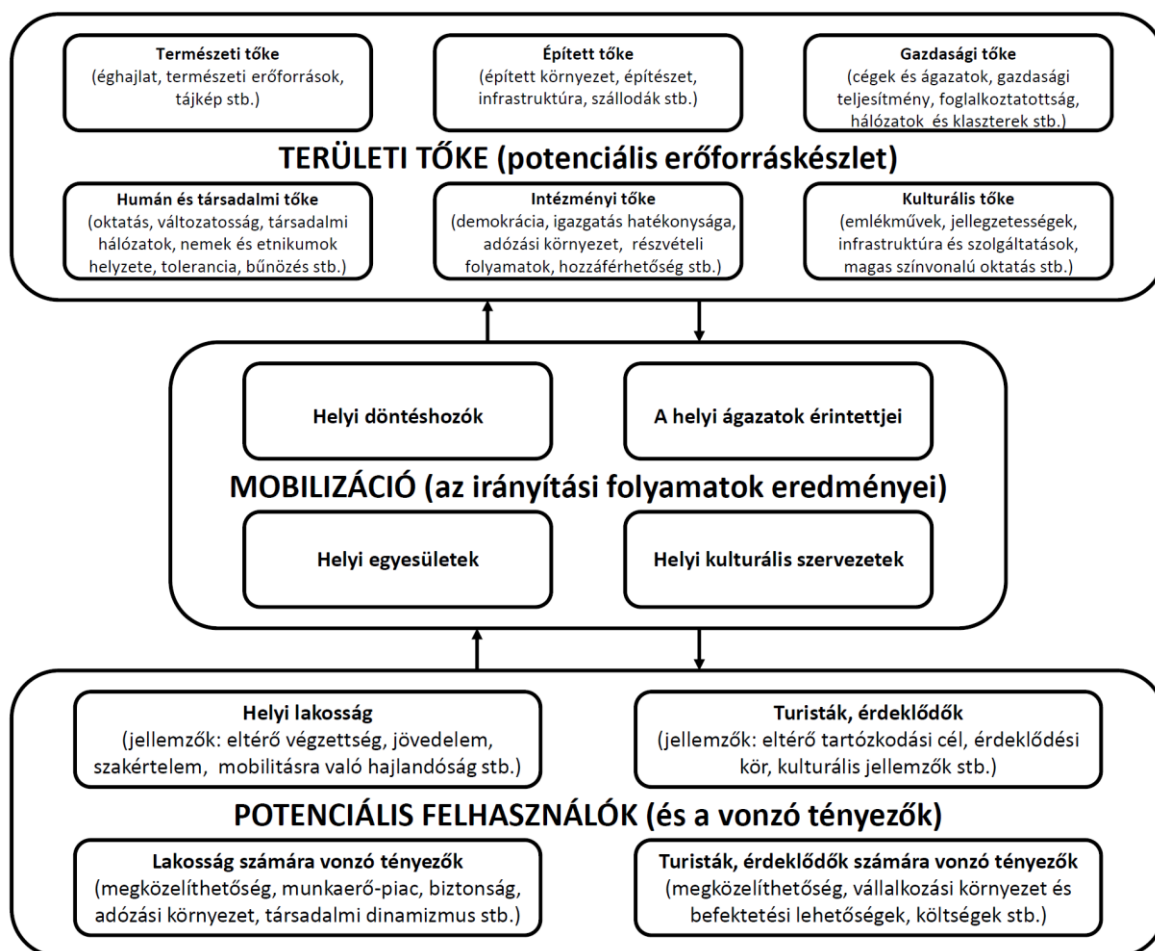 Természeti tőke
(éghajlat, természeti erőforrások,
tájkép stb.)
Épített tőke
(épített környezet, építészet,
infrastruktúra, szállodák stb.)
Gazdasági tőke
(cégek és ágazatok, gazdasági
teljesítmény, foglalkoztatottság,
hálózatok és klaszterek stb.)
TERÜLETI TŐKE (potenciális erőforráskészlet)
Humán és társadalmi tőke
(oktatás, változatosság, társadalmi
hálózatok, nemek és etnikumok
helyzete, tolerancia, bűnözés stb.)
Intézményi tőke
(demokrácia, igazgatás hatékonysága,
adózási környezet, részvételi
folyamatok, hozzáférhetőség stb.)
Kulturális tőke
(emlékművek, jellegzetességek,
infrastruktúra és szolgáltatások,
magas színvonalú oktatás stb.)
Helyi döntéshozók
A helyi ágazatok érintettjei
MOBILIZÁCIÓ (az irányítási folyamatok eredményei)
Helyi egyesületek
Helyi kulturális szervezetek
Helyi lakosság
(jellemzők: eltérő végzettség, jövedelem,
szakértelem, mobilitásra való hajlandóság stb.)
Turisták, érdeklődők
(jellemzők: eltérő tartózkodási cél, érdeklődési
kör, kulturális jellemzők stb.)
POTENCIÁLIS FELHASZNÁLÓK (és a vonzó tényezők)
Lakosság számára vonzó tényezők
(megközelíthetőség, munkaerő-piac, biztonság,
adózási környezet, társadalmi dinamizmus stb.)
Turisták, érdeklődők számára vonzó tényezők
(megközelíthetőség, vállalkozási környezet és
befektetési lehetőségek, költségek stb.)